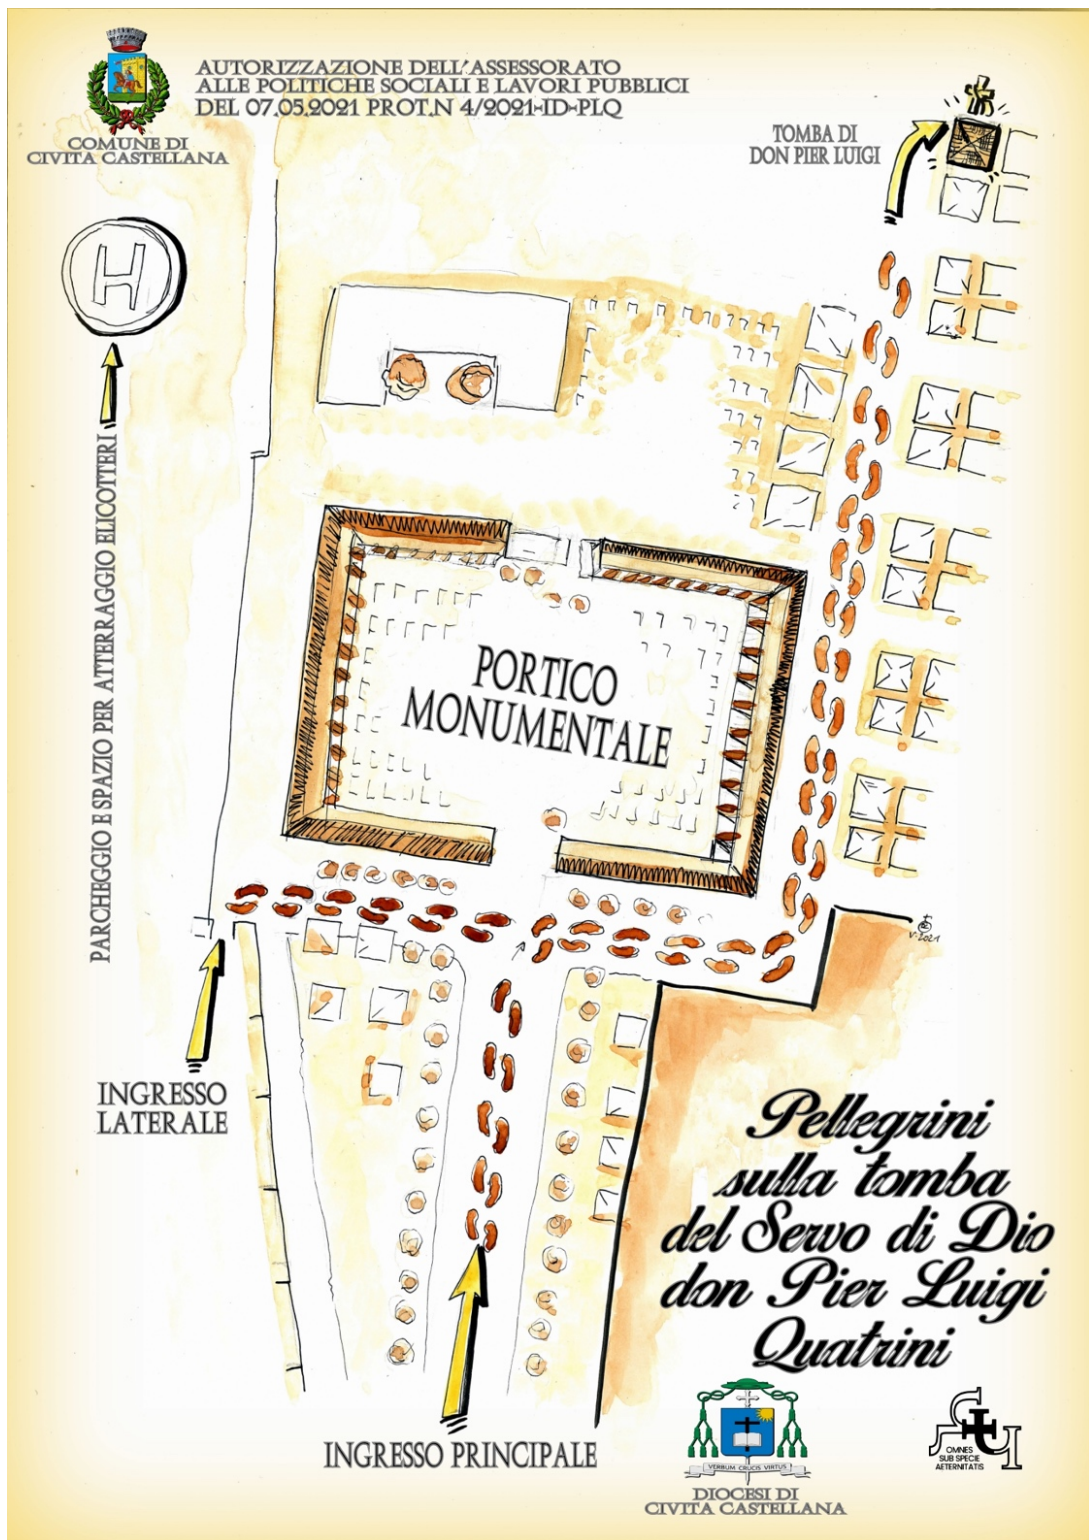 AUTORIZZAZIONE DELL'ASSESSORATO
ALLE POLITICHE SOCIALI E LAVORI PUBBLICI
DEL 07.05.2021 PROT.N 4/2021-ID-PLQ
COMUNE DI
CIVITA CASTELLANA
TOMBA DI
DON PIER LUIGI
H
PARCHEGGIO E SPAZIO PER ATTERRAGGIO ELICOTTERI
PORTICO
MONUMENTALE
V-2021
INGRESSO
LATERALE
INGRESSO PRINCIPALE
Pellegrini
sulla tomba
del Servo di Dio
don Pier Luigi
Quatrini
VERBUM CRUCIS VIRTUS
DIOCESI DI
CIVITA CASTELLANA
OMNES
SUB SPECIE
AETERNITATIS